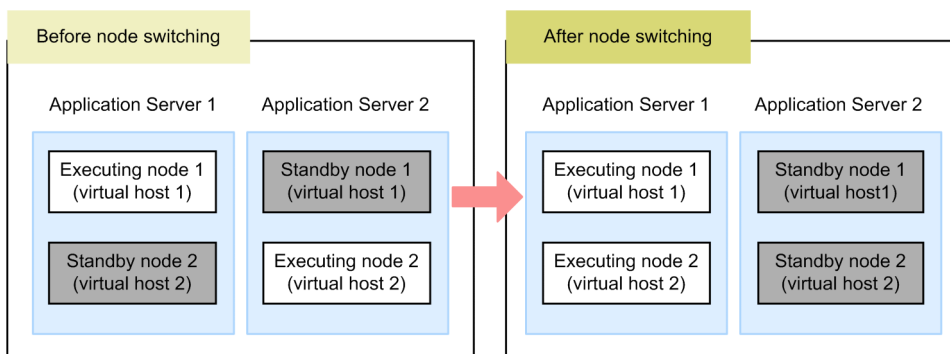 Before node switching
Application Server 1
Application Server 2
Executing node 1
(virtual host 1)
Standby node 1
(virtual host 1)
Standby node 2
(virtual host 2)
Executing node 2
(virtual host 2)
After node switching
Application Server 1
Application Server 2
Executing node 1
(virtual host 1)
Standby node 1
(virtual host1)
Executing node 2
(virtual host 2)
Standby node 2
(virtual host 2)